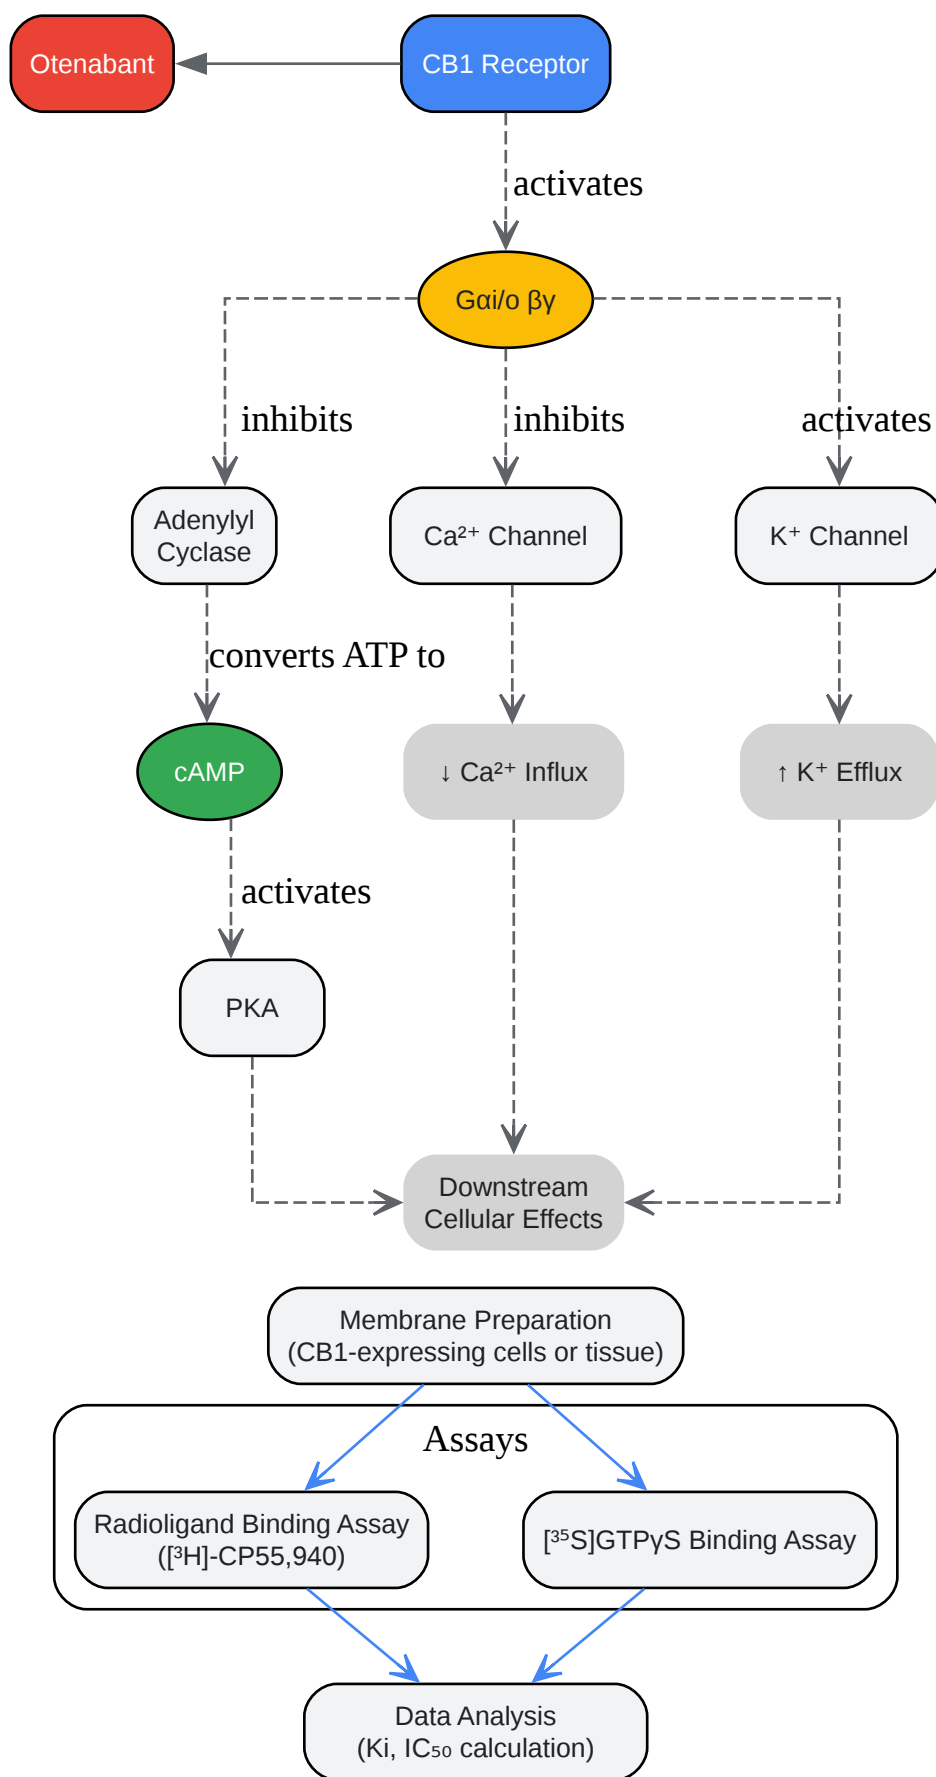 Otenabant
CB1 Receptor
activates
Gαi/o βγ
inhibits
inhibits
activates
Adenylyl
Cyclase
Ca²⁺ Channel
K⁺ Channel
converts ATP to
cAMP
↓ Ca²⁺ Influx
↑ K⁺ Efflux
activates
PKA
Downstream
Cellular Effects
Membrane Preparation
(CB1-expressing cells or tissue)
Assays
Radioligand Binding Assay
([³H]-CP55,940)
[³⁵S]GTPγS Binding Assay
Data Analysis
(Ki, IC₅₀ calculation)